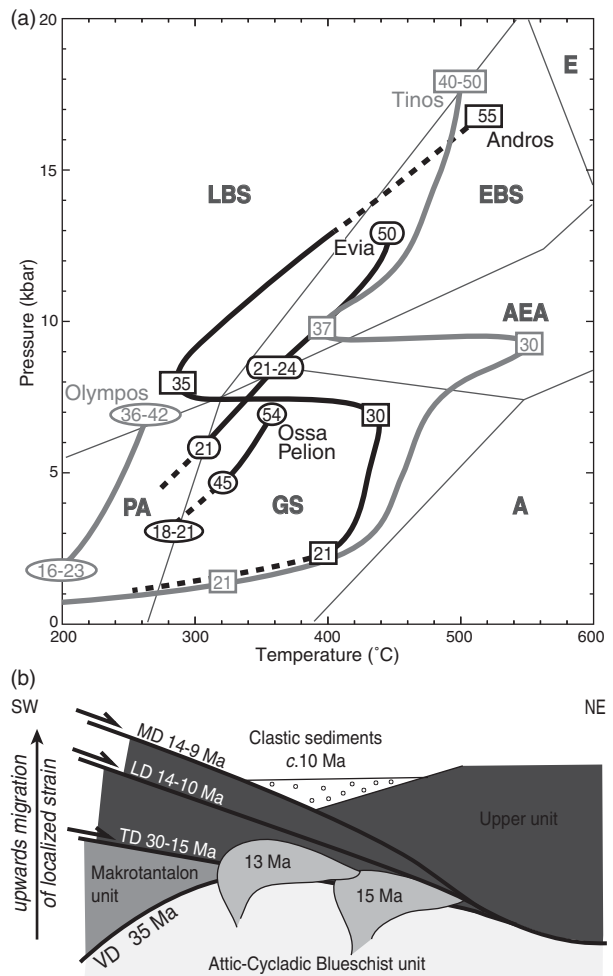 (a)
20
15
10
5
0
Pressure (kbar)
200
300
400
500
600
Temperature (˚C)
E
40-50
Tinos
55
Andros
LBS
EBS
Evia
50
AEA
37
30
21-24
35
Olympos
36-42
54
30
Ossa
Pelion
21
45
PA
GS
A
18-21
16-23
21
21
(b)
SW
NE
MD 14-9 Ma
Clastic sediments
c.10 Ma
LD 14-10 Ma
upwards migration
of localized strain
Upper unit
TD 30-15 Ma
13 Ma
Makrotantalon
unit
15 Ma
VD 35 Ma
Attic-Cycladic Blueschist unit